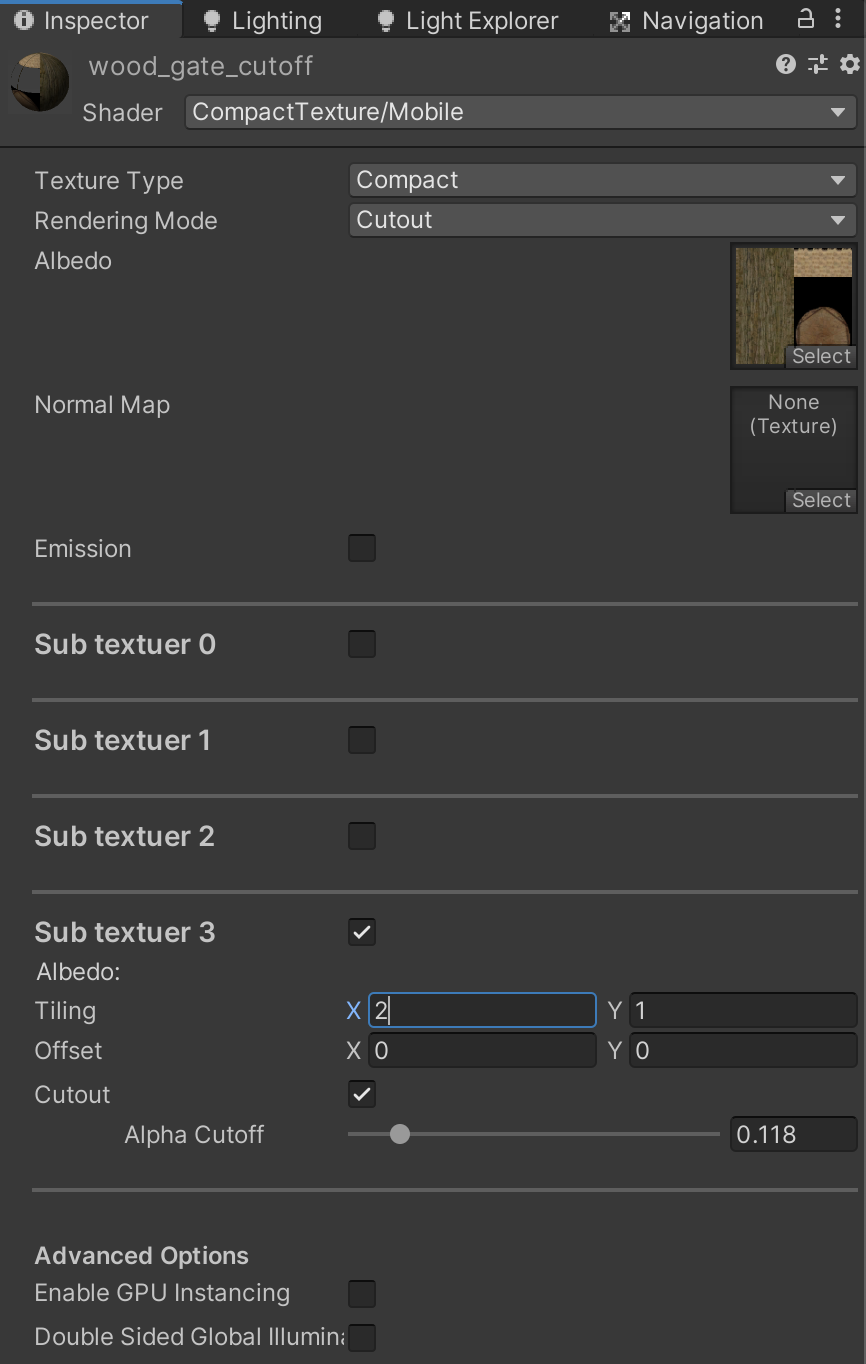 Inspector Lighting Light Explorer Navigation
wood_gate_cutoff
Shader CompactTexture/Mobile
Texture Type Compact
Rendering Mode Cutout
Albedo
Select
Normal Map None
(Texture)
Select
Emission
Sub textuer 0
Sub textuer 1
Sub textuer 2
Sub textuer 3
Albedo:
Tiling X 2 Y 1
Offset X 0 Y 0
Cutout
Alpha Cutoff 0.118
Advanced Options
Enable GPU Instancing
Double Sided Global Illumina